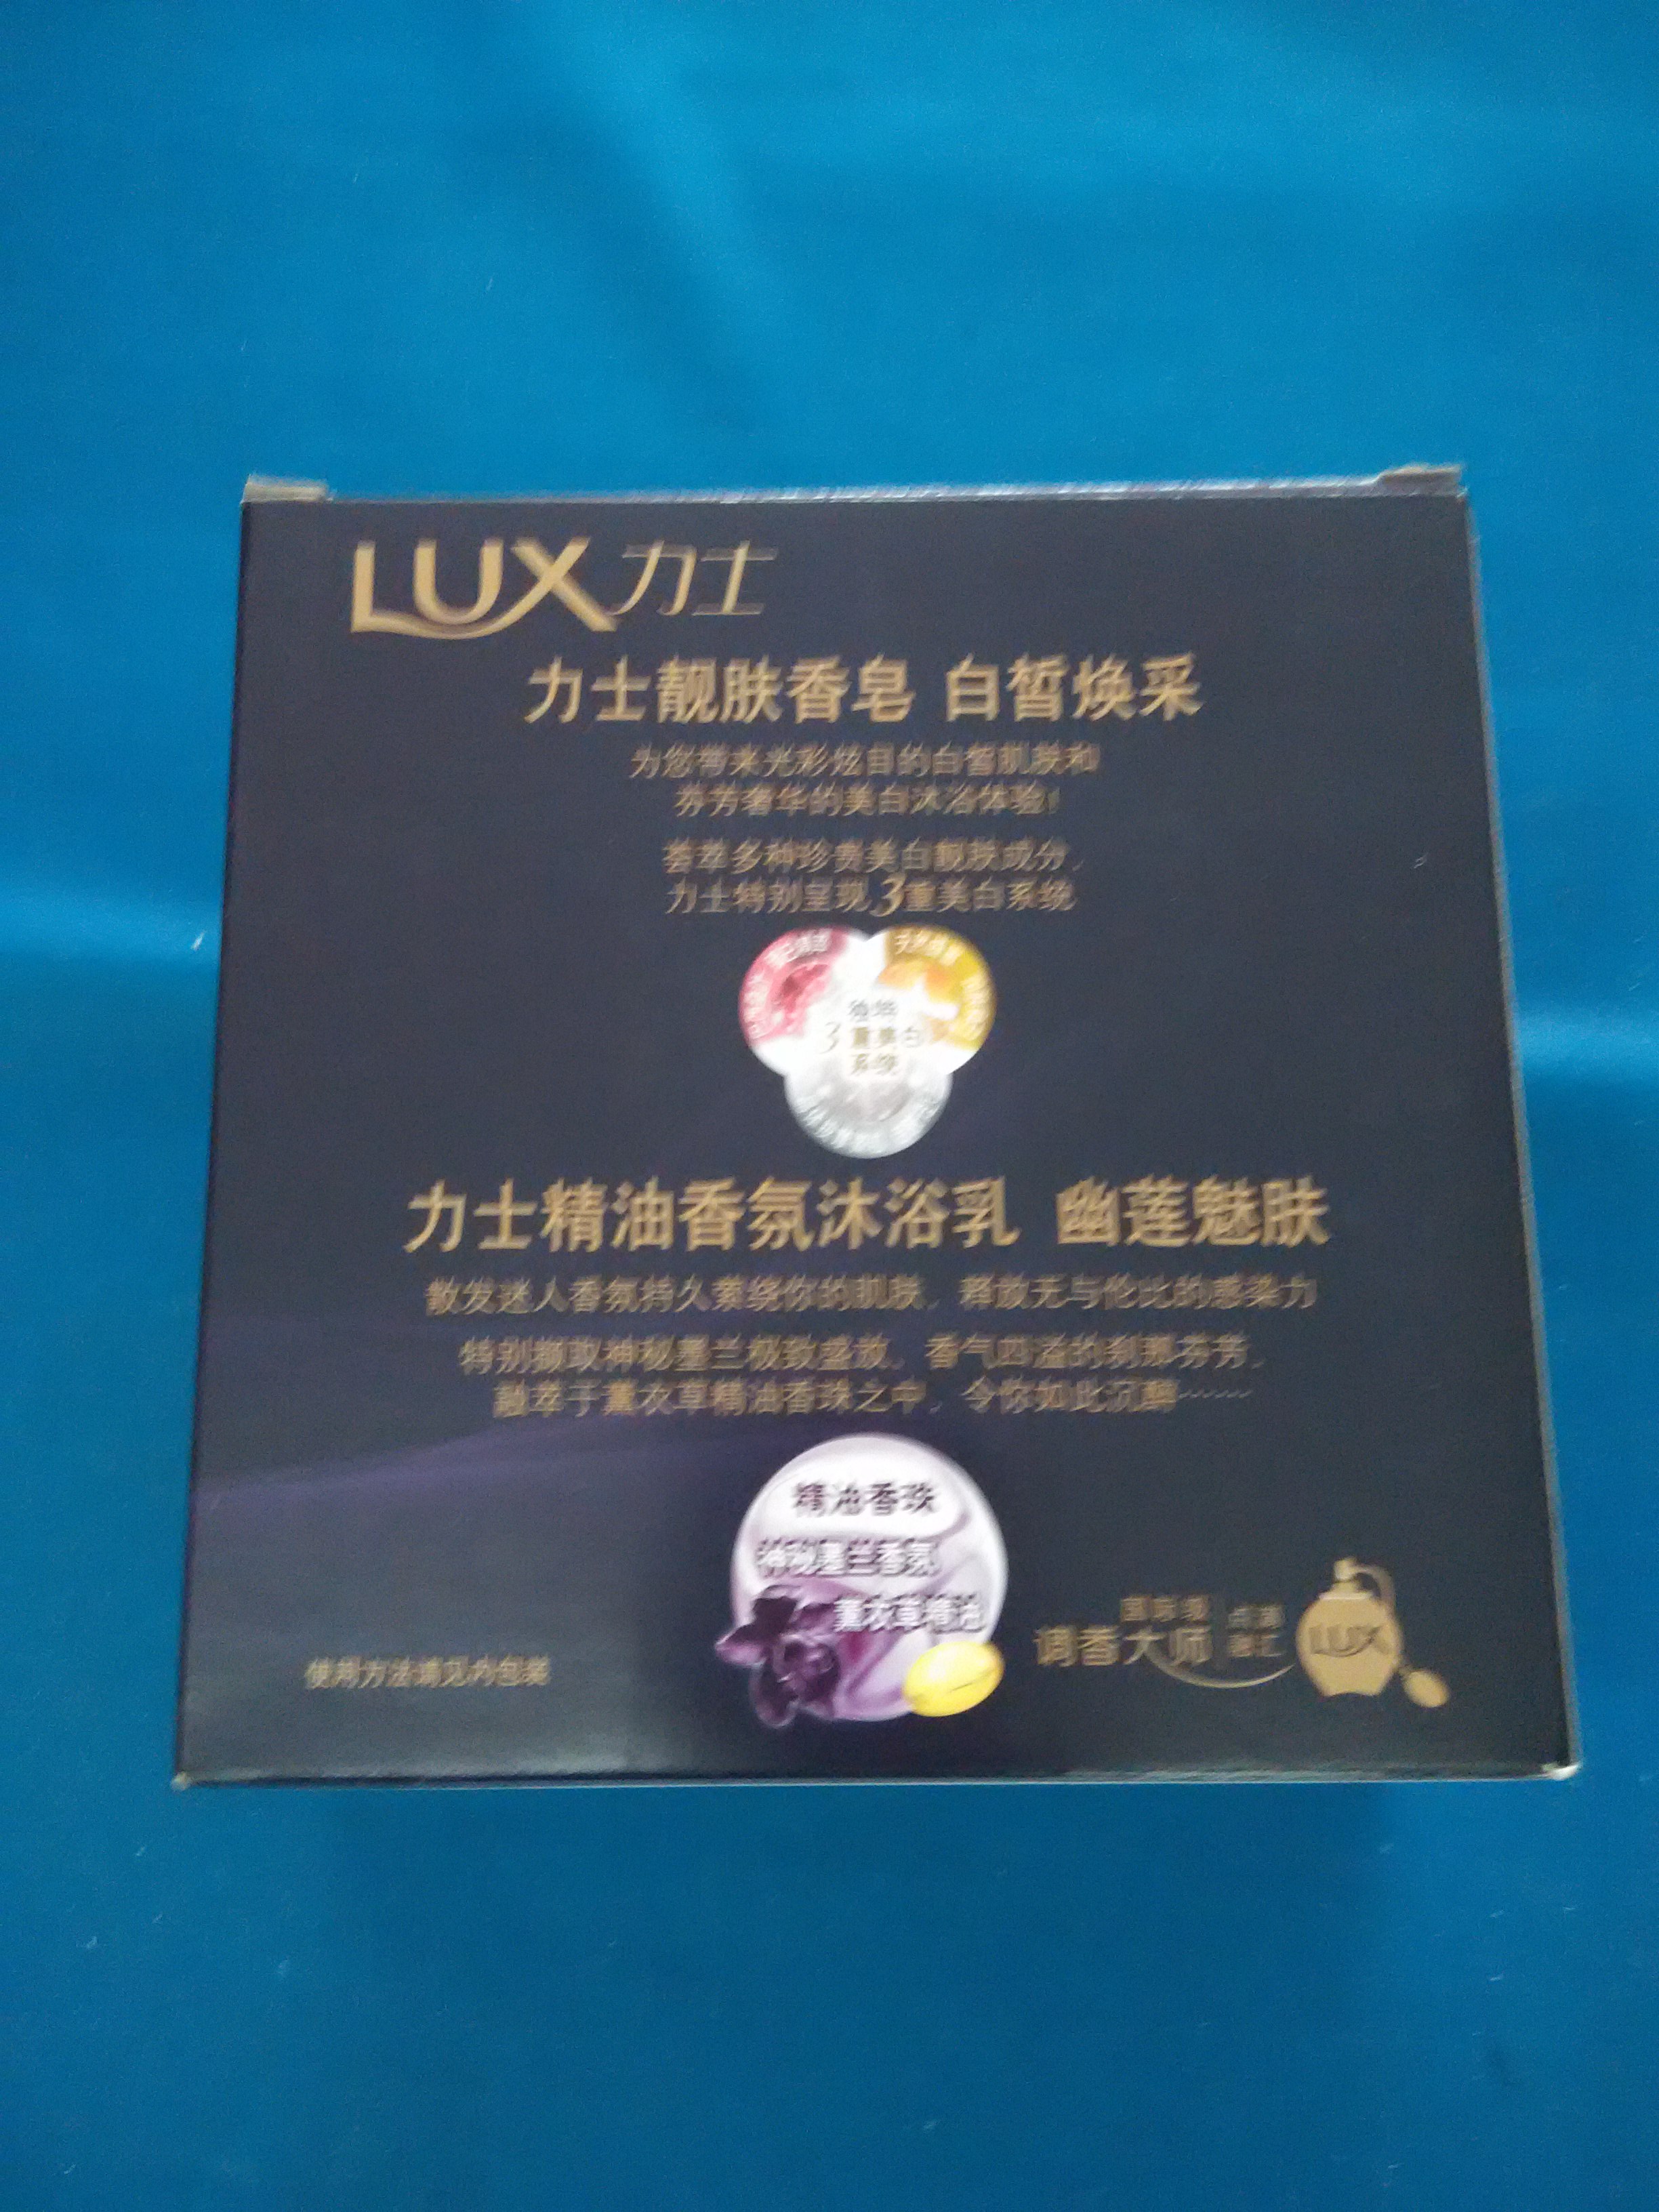 LUX力士
力士靓肤香皂 白皙焕采
为您带来光彩炫目的白皙肌肤和
芬芳奢华的美白沐浴体验!
荟萃多种珍贵美白靓肤成分,
力士特别呈现3重美白系统
3重美白
系统
力士精油香氛沐浴乳 幽莲魅肤
散发迷人香氛持久萦绕你的肌肤,释放无与伦比的感染力
特别撷取神秘墨兰极致盛放,香气四溢的刹那芬芳,
融萃于薰衣草精油香珠之中,令你如此沉醉……
精油香珠
神秘墨兰香氛
薰衣草精油
国际级
调香大师
LUX
使用方法请见内包装